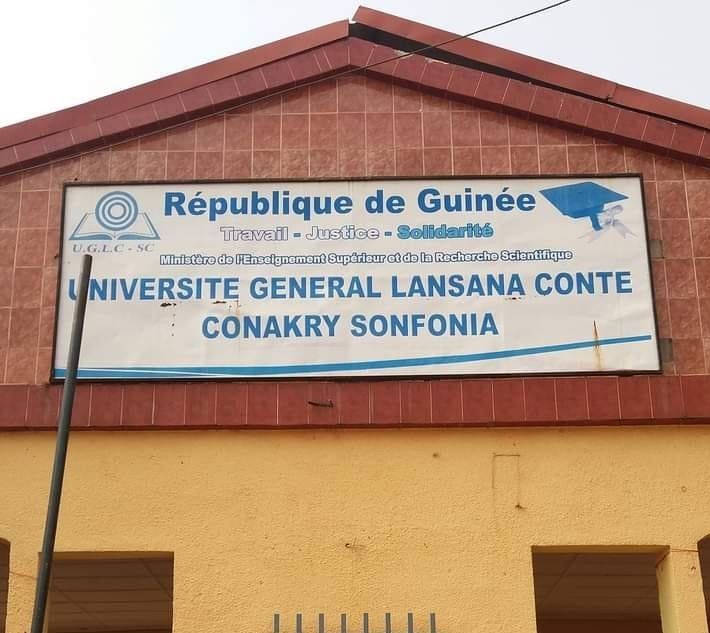 République de Guinée
Travail - Justice - Solidarité
Ministère de l'Enseignement Supérieur et de la Recherche Scientifique
U.G.L.C - SC
UNIVERSITE GENERAL LANSANA CONTE
CONAKRY SONFONIA